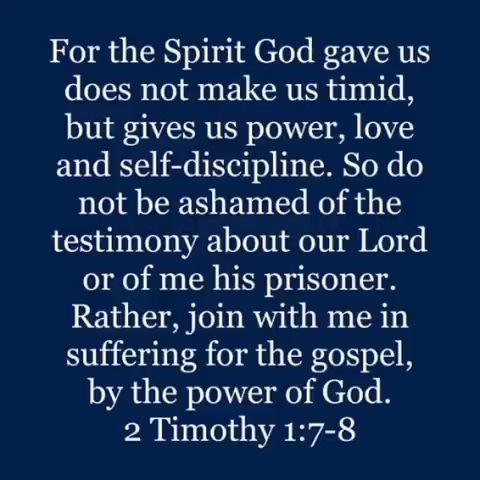 For the Spirit God gave us
does not make us timid,
but gives us power, love
and self-discipline. So do
not be ashamed of the
testimony about our Lord
or of me his prisoner.
Rather, join with me in
suffering for the gospel,
by the power of God.
2 Timothy 1:7-8